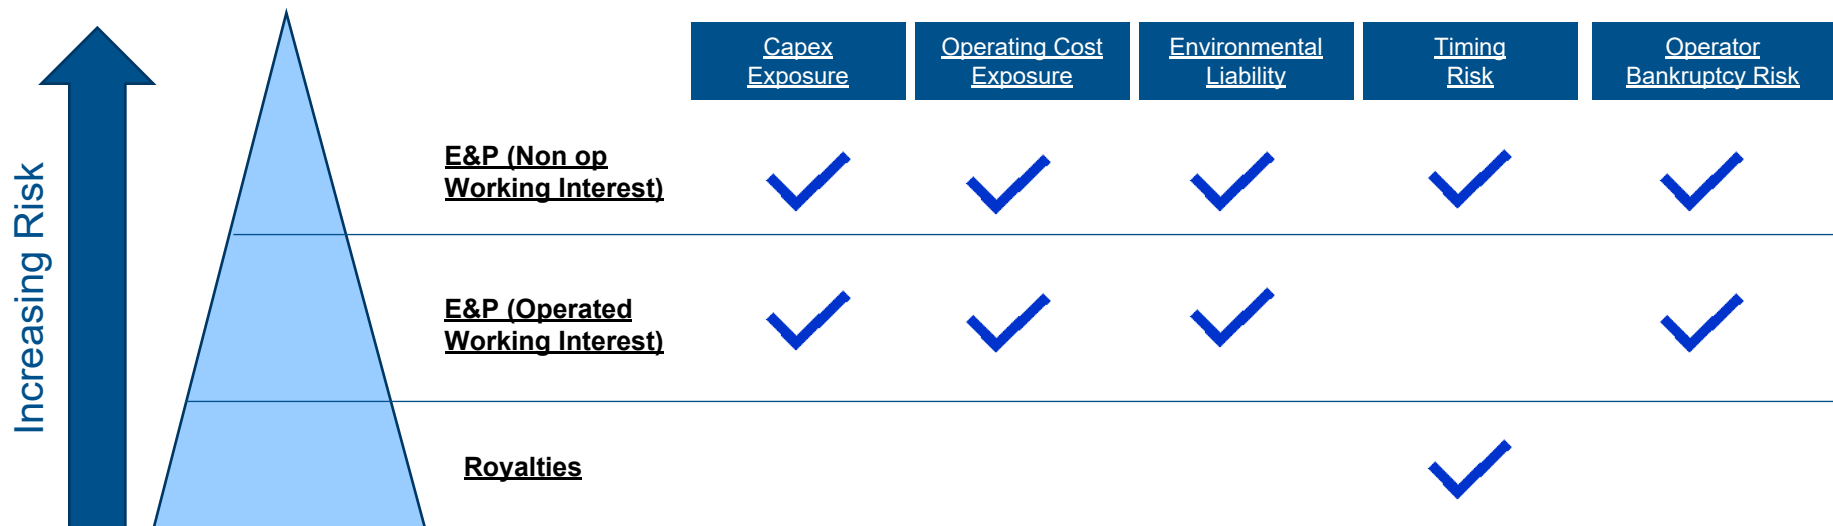 Increasing Risk
Capex
Exposure
Operating Cost
Exposure
Environmental
Liability
Timing
Risk
Operator
Bankruptcy Risk
E&P (Non op
Working Interest)
E&P (Operated
Working Interest)
Royalties